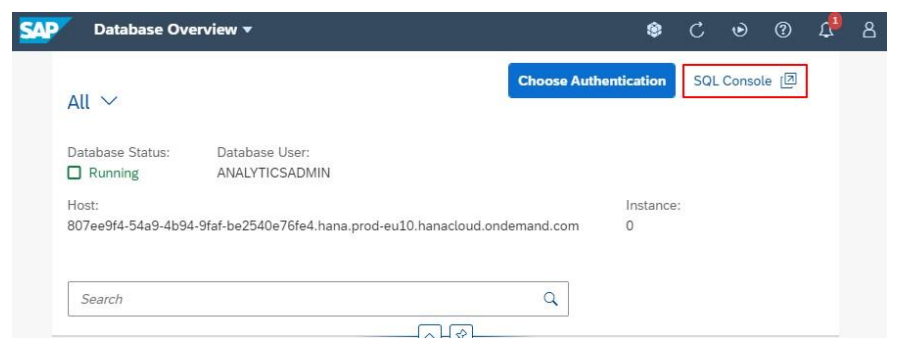 SAP Database Overview
1
Choose Authentication SQL Console
All
Database Status: Database User:
Running ANALYTICSADMIN
Host: Instance:
807ee9f4-54a9-4b94-9faf-be2540e76fe4.hana.prod-eu10.hanacloud.ondemand.com 0
Search